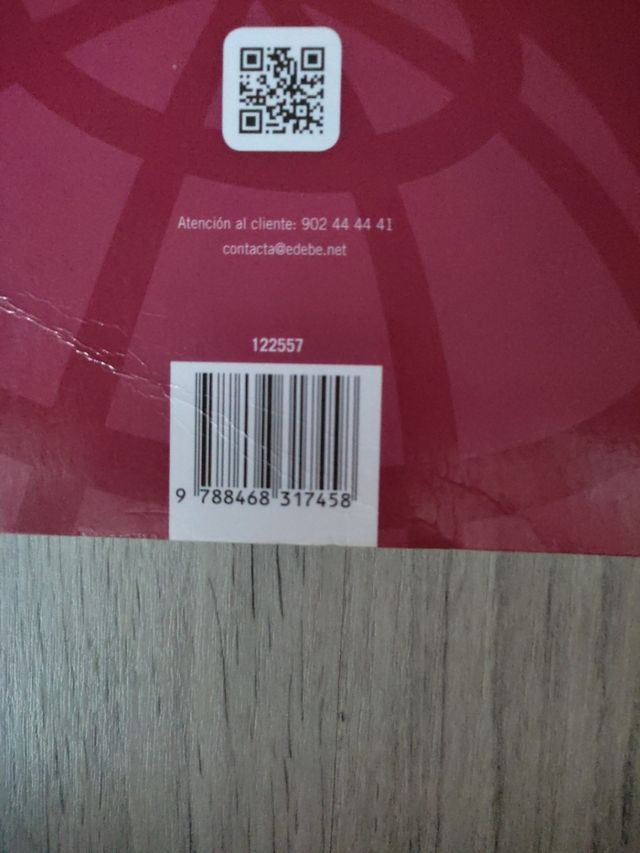 Atención al cliente: 902 44 44 41
contacta@edebe.net
122557
9 788468 317458